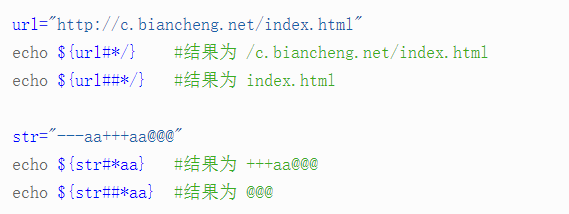 url="http://c.biancheng.net/index.html"
echo ${url#*/}    #结果为 /c.biancheng.net/index.html
echo ${url##*/}   #结果为 index.html

str="---aa+++aa@@@"
echo ${str#*aa}   #结果为 +++aa@@@
echo ${str##*aa}  #结果为 @@@